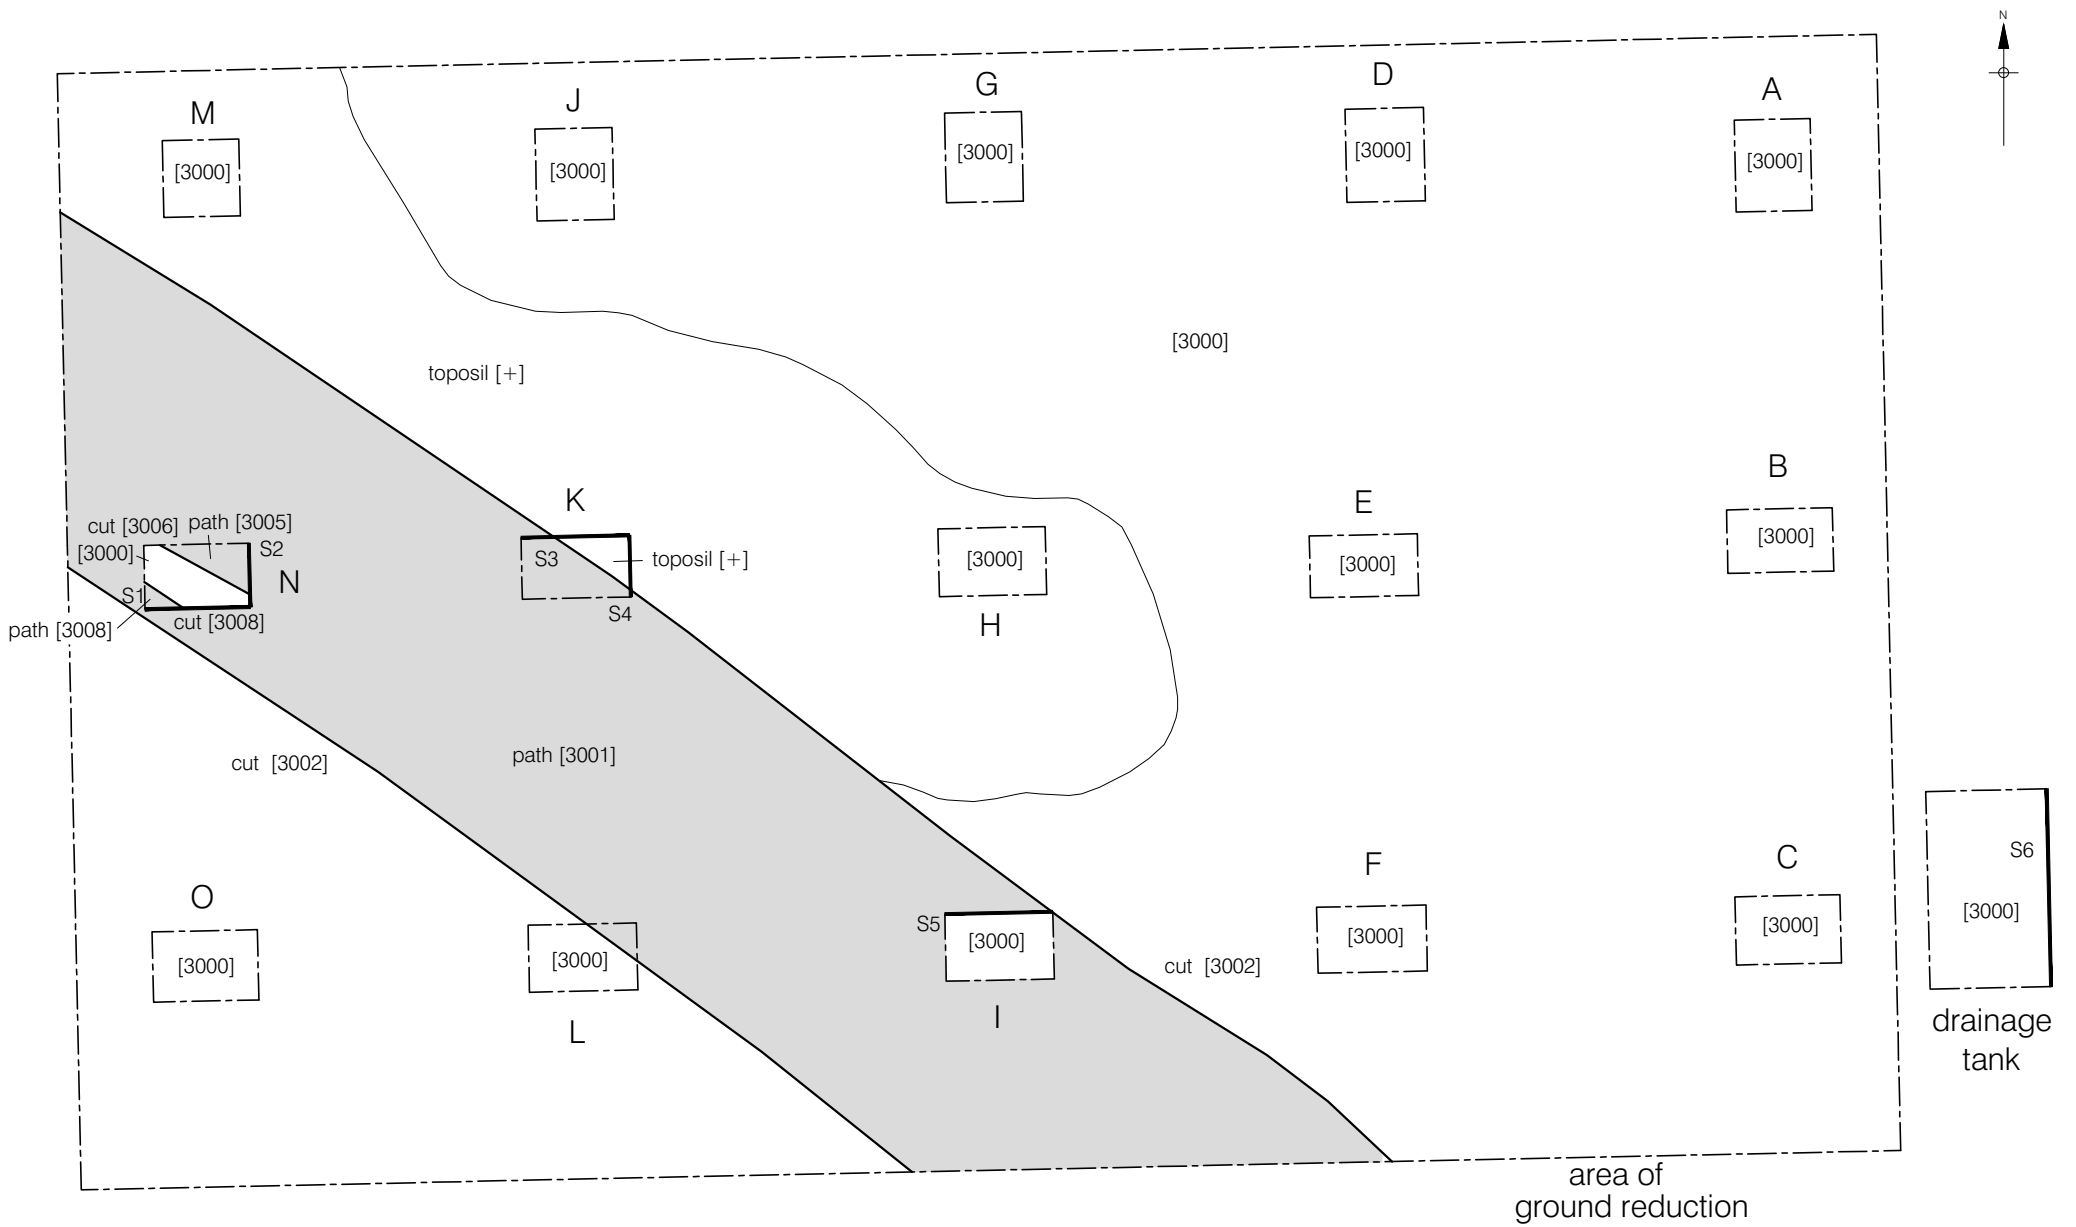 N
M
J
G
D
A
[3000]
[3000]
[3000]
[3000]
[3000]
[3000]
toposil [+]
K
E
B
cut [3006]
path [3005]
[3000]
S2
N
S1
path [3008]
cut [3008]
S3
toposil [+]
S4
[3000]
H
[3000]
[3000]
cut [3002]
path [3001]
O
[3000]
[3000]
L
S5
[3000]
I
cut [3002]
F
[3000]
C
[3000]
S6
[3000]
drainage
tank
area of
ground reduction